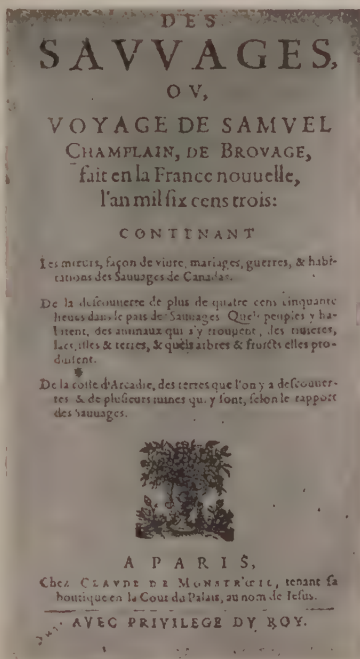 DES
SAVVAGES,
OV,
VOYAGE DE SAMVEL
CHAMPLAIN, DE BROVAGE,
fait en la France nouuelle,
l'an mil ſix cens trois:
CONTENANT
Les mœurs, façon de viure, mariages, guerres, & habi-
tations des Sauuages de Canadas.
De la deſcouuerte de plus de quatre cens cinquante
lieues dans le païs des Sauuages. Quels peuples y ha-
bitent, des animaux qui s'y trouuent, des riuieres,
lacs, iſles & terres, & quels arbres & fruicts elles pro-
duiſent.
De la coſte d'Arcadie, des terres que l'on y a deſcouuer-
tes & de pluſieurs mines qui y ſont, ſelon le rapport
des Sauuages.
A PARIS,
Chez CLAVDE DE MONSTR'ŒIL, tenant ſa
boutique en la Cour du Palais, au nom de Ieſus.
AVEC PRIVILEGE DV ROY.